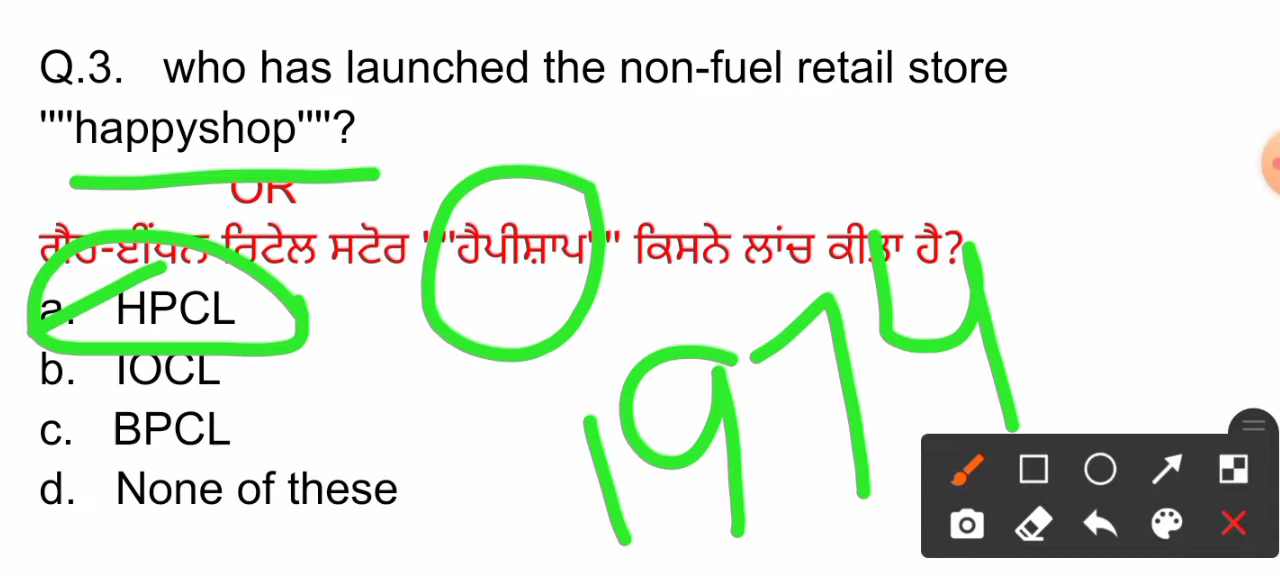 Q.3. who has launched the non-fuel retail store
""''happyshop""''?
OR
ਗੈਰ-ਈਂਧਨ ਰਿਟੇਲ ਸਟੋਰ ""''ਹੈਪੀਸ਼ਾਪ""'' ਕਿਸਨੇ ਲਾਂਚ ਕੀਤਾ ਹੈ?
a. HPCL
b. IOCL
c. BPCL
d. None of these
1974